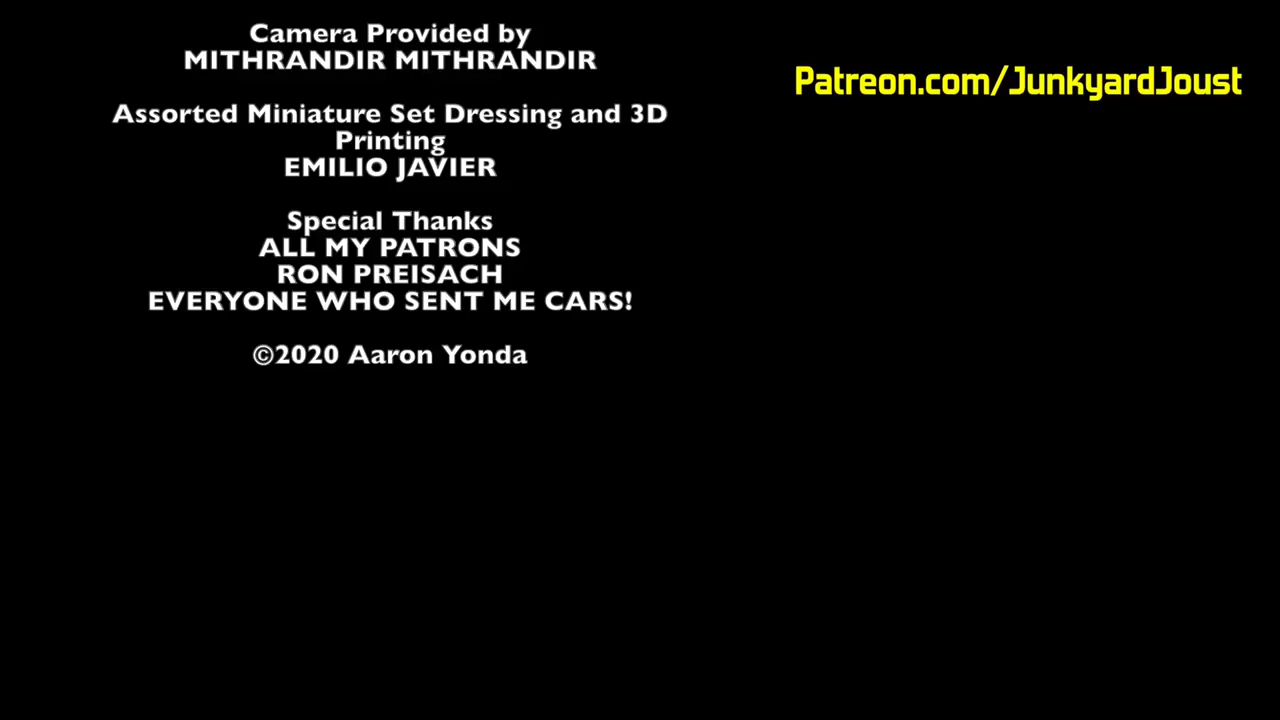 Camera Provided by
MITHRANDIR MITHRANDIR
Assorted Miniature Set Dressing and 3D
Printing
EMILIO JAVIER
Special Thanks
ALL MY PATRONS
RON PREISACH
EVERYONE WHO SENT ME CARS!
©2020 Aaron Yonda
Patreon.com/JunkyardJoust